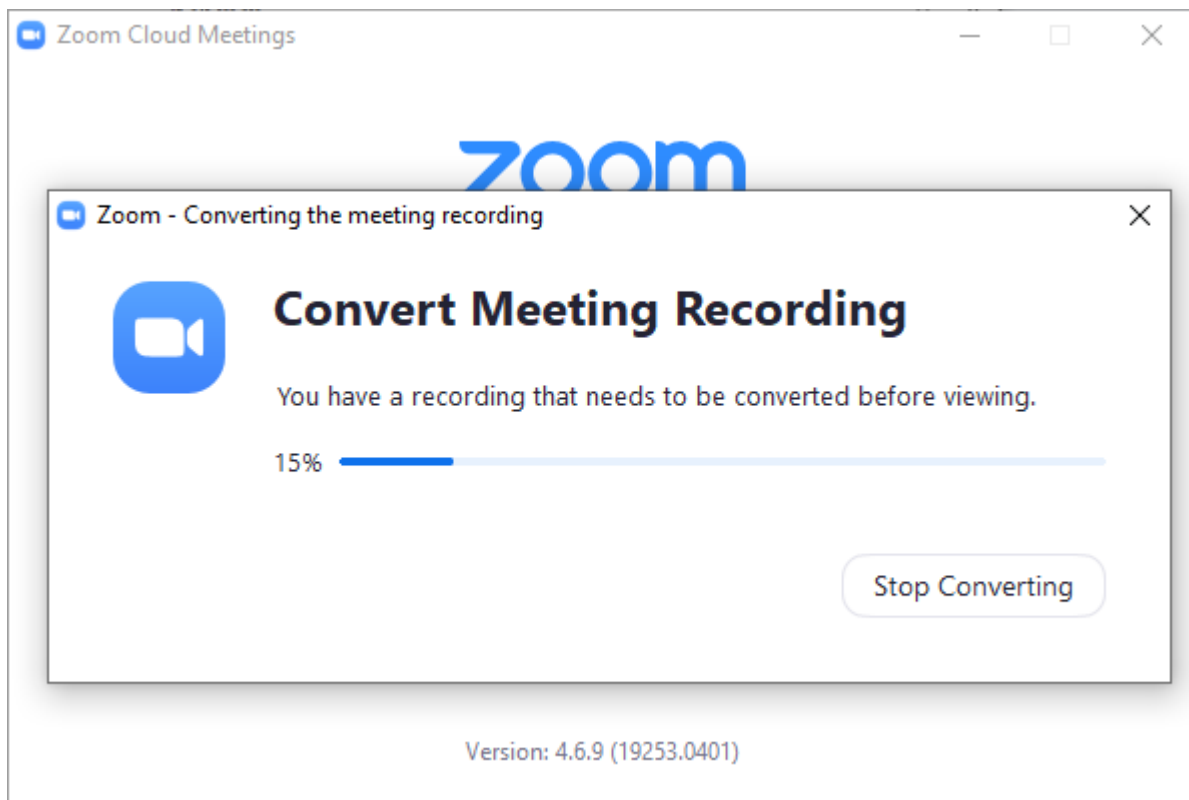 Zoom Cloud Meetings
zoom
Zoom - Converting the meeting recording
Convert Meeting Recording
You have a recording that needs to be converted before viewing.
15%
Stop Converting
Version: 4.6.9 (19253.0401)